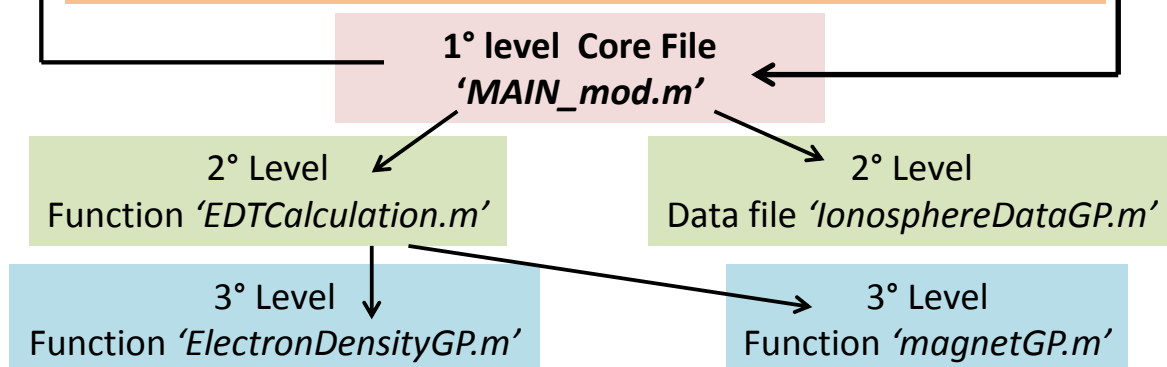 1° level Core File
‘MAIN_mod.m’
2° Level
Function ‘EDTCalculation.m’
2° Level
Data file ‘IonosphereDataGP.m’
3° Level
Function ‘ElectronDensityGP.m’
3° Level
Function ‘magnetGP.m’